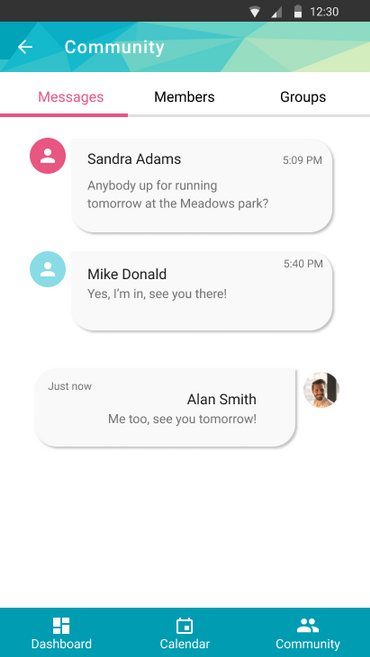 12:30
Community
Messages Members Groups
Sandra Adams 5:09 PM
Anybody up for running
tomorrow at the Meadows park?
5:40 PM
Mike Donald
Yes, I'm in, see you there!
Just now
Alan Smith
Me too, see you tomorrow!
Dashboard Calendar Community